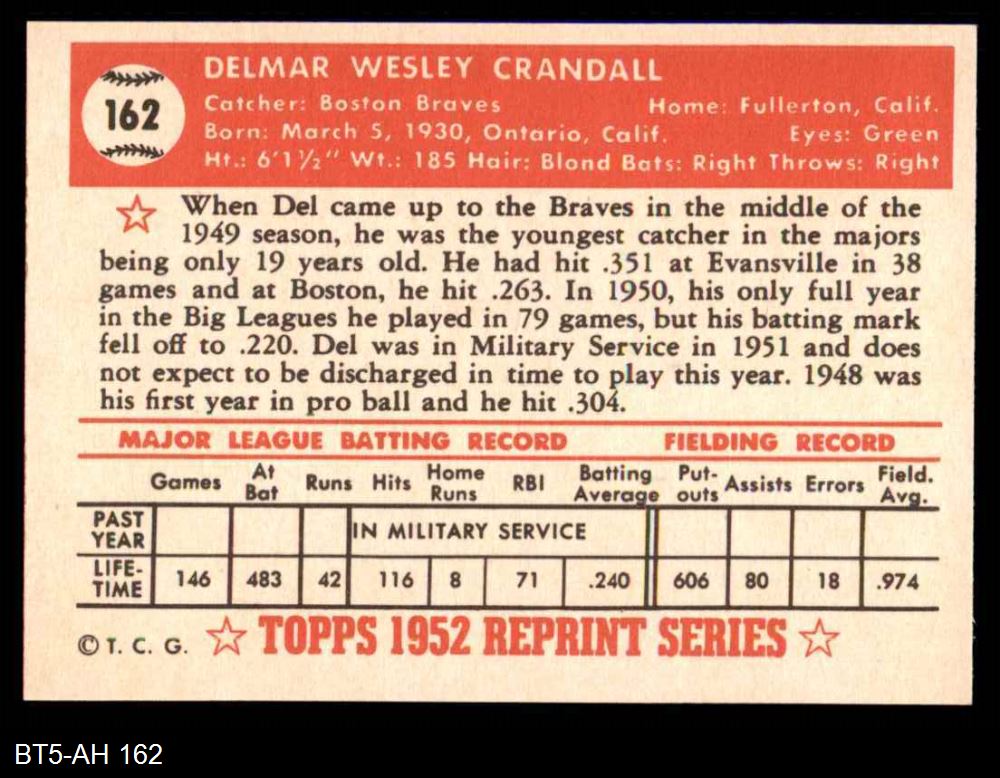 162
DELMAR WESLEY CRANDALL
Catcher: Boston Braves Home: Fullerton, Calif.
Born: March 5, 1930, Ontario, Calif. Eyes: Green
Ht.: 6'1½" Wt.: 185 Hair: Blond Bats: Right Throws: Right
When Del came up to the Braves in the middle of the
1949 season, he was the youngest catcher in the majors
being only 19 years old. He had hit .351 at Evansville in 38
games and at Boston, he hit .263. In 1950, his only full year
in the Big Leagues he played in 79 games, but his batting mark
fell off to .220. Del was in Military Service in 1951 and does
not expect to be discharged in time to play this year. 1948 was
his first year in pro ball and he hit .304.
MAJOR LEAGUE BATTING RECORD FIELDING RECORD
Games At Bat Runs Hits Home Runs RBI Batting Average Put-outs Assists Errors Field. Avg.
PAST YEAR IN MILITARY SERVICE
LIFE-TIME 146 483 42 116 8 71 .240 606 80 18 .974
© T. C. G. TOPPS 1952 REPRINT SERIES
BT5-AH 162